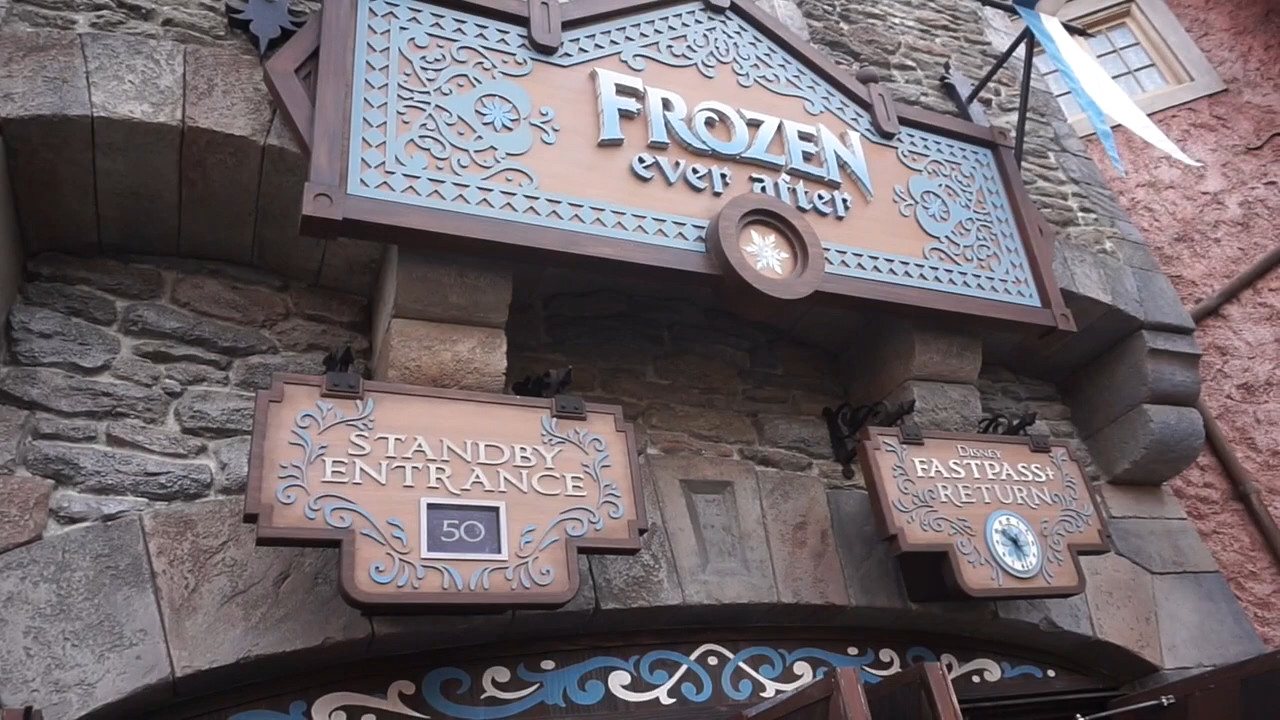 FROZEN
ever after
STANDBY
ENTRANCE
50
DISNEY
FASTPASS+
RETURN